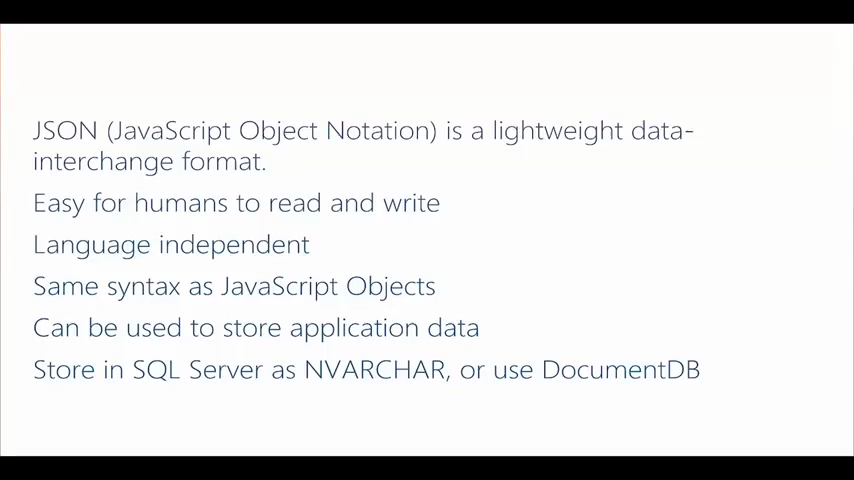 JSON (JavaScript Object Notation) is a lightweight data-
interchange format.
Easy for humans to read and write
Language independent
Same syntax as JavaScript Objects
Can be used to store application data
Store in SQL Server as NVARCHAR, or use DocumentDB